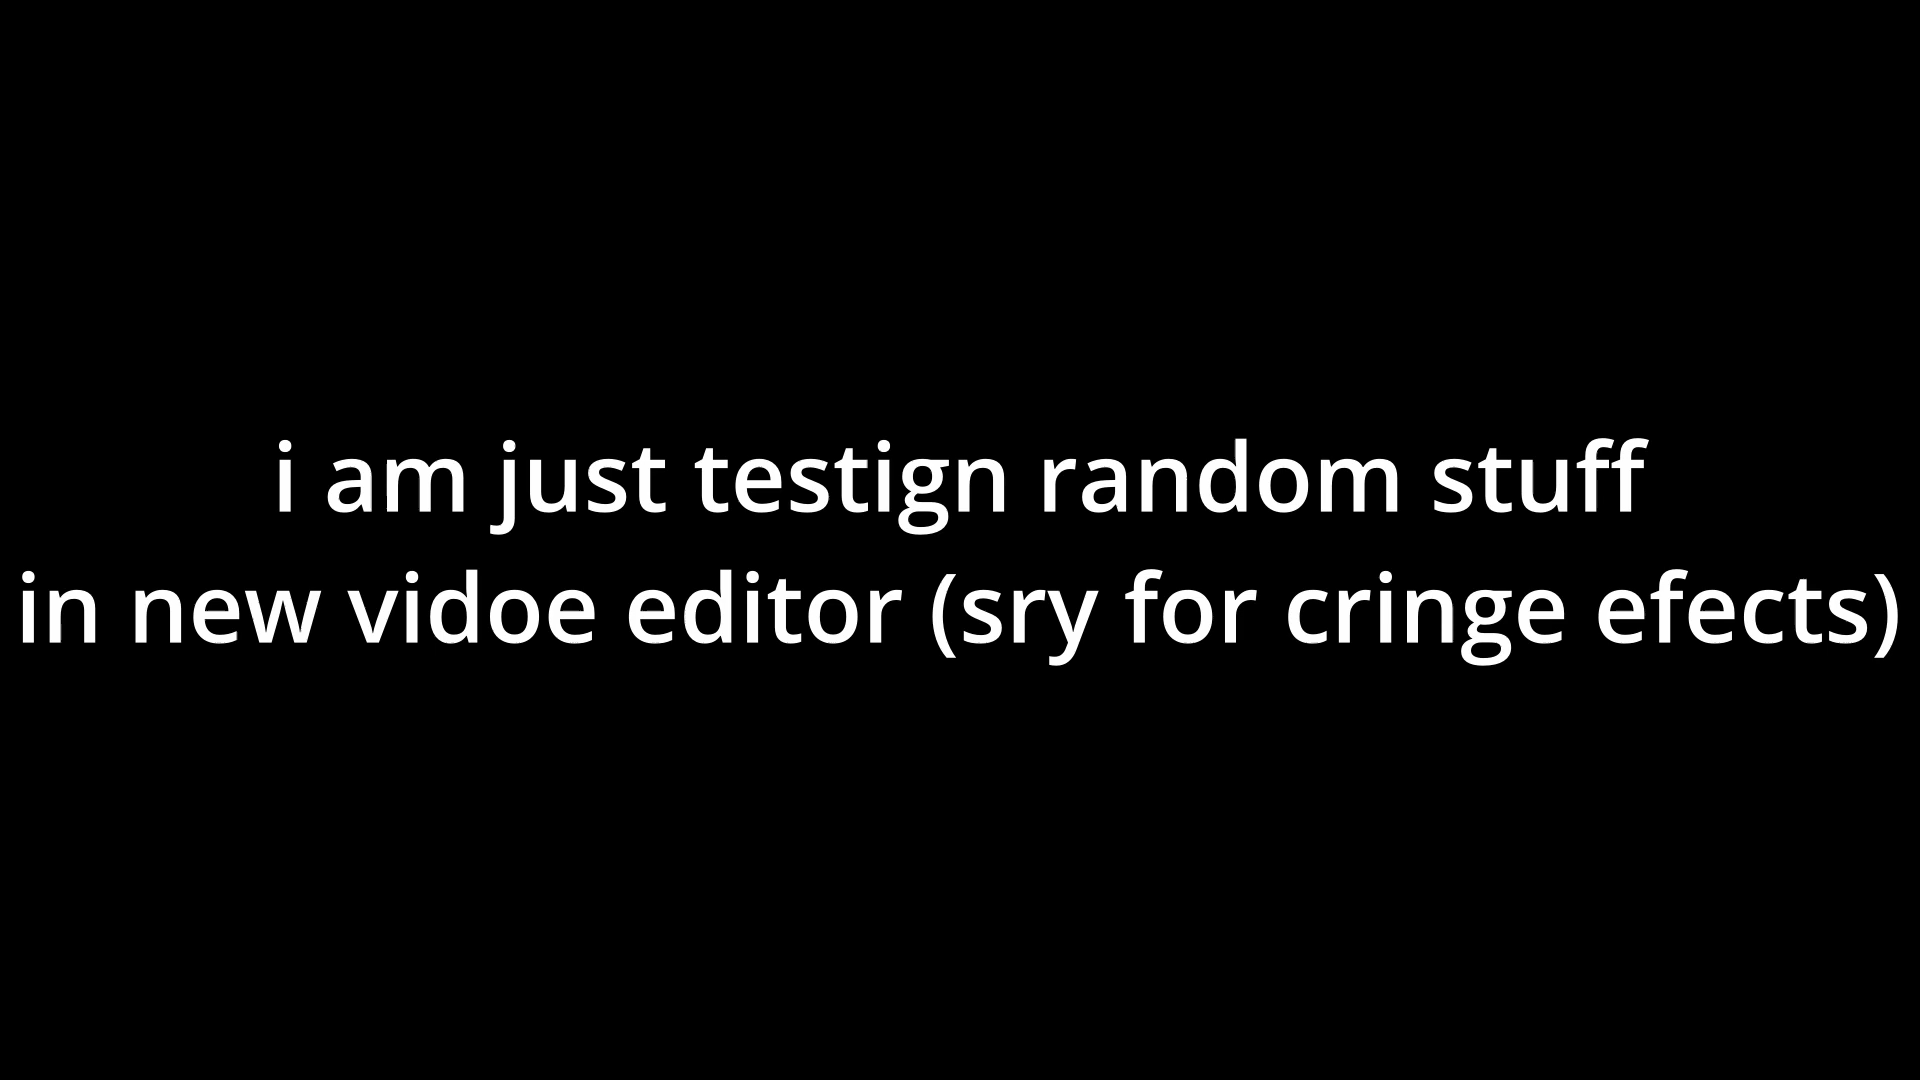 i am just testign random stuff
in new vidoe editor (sry for cringe efects)